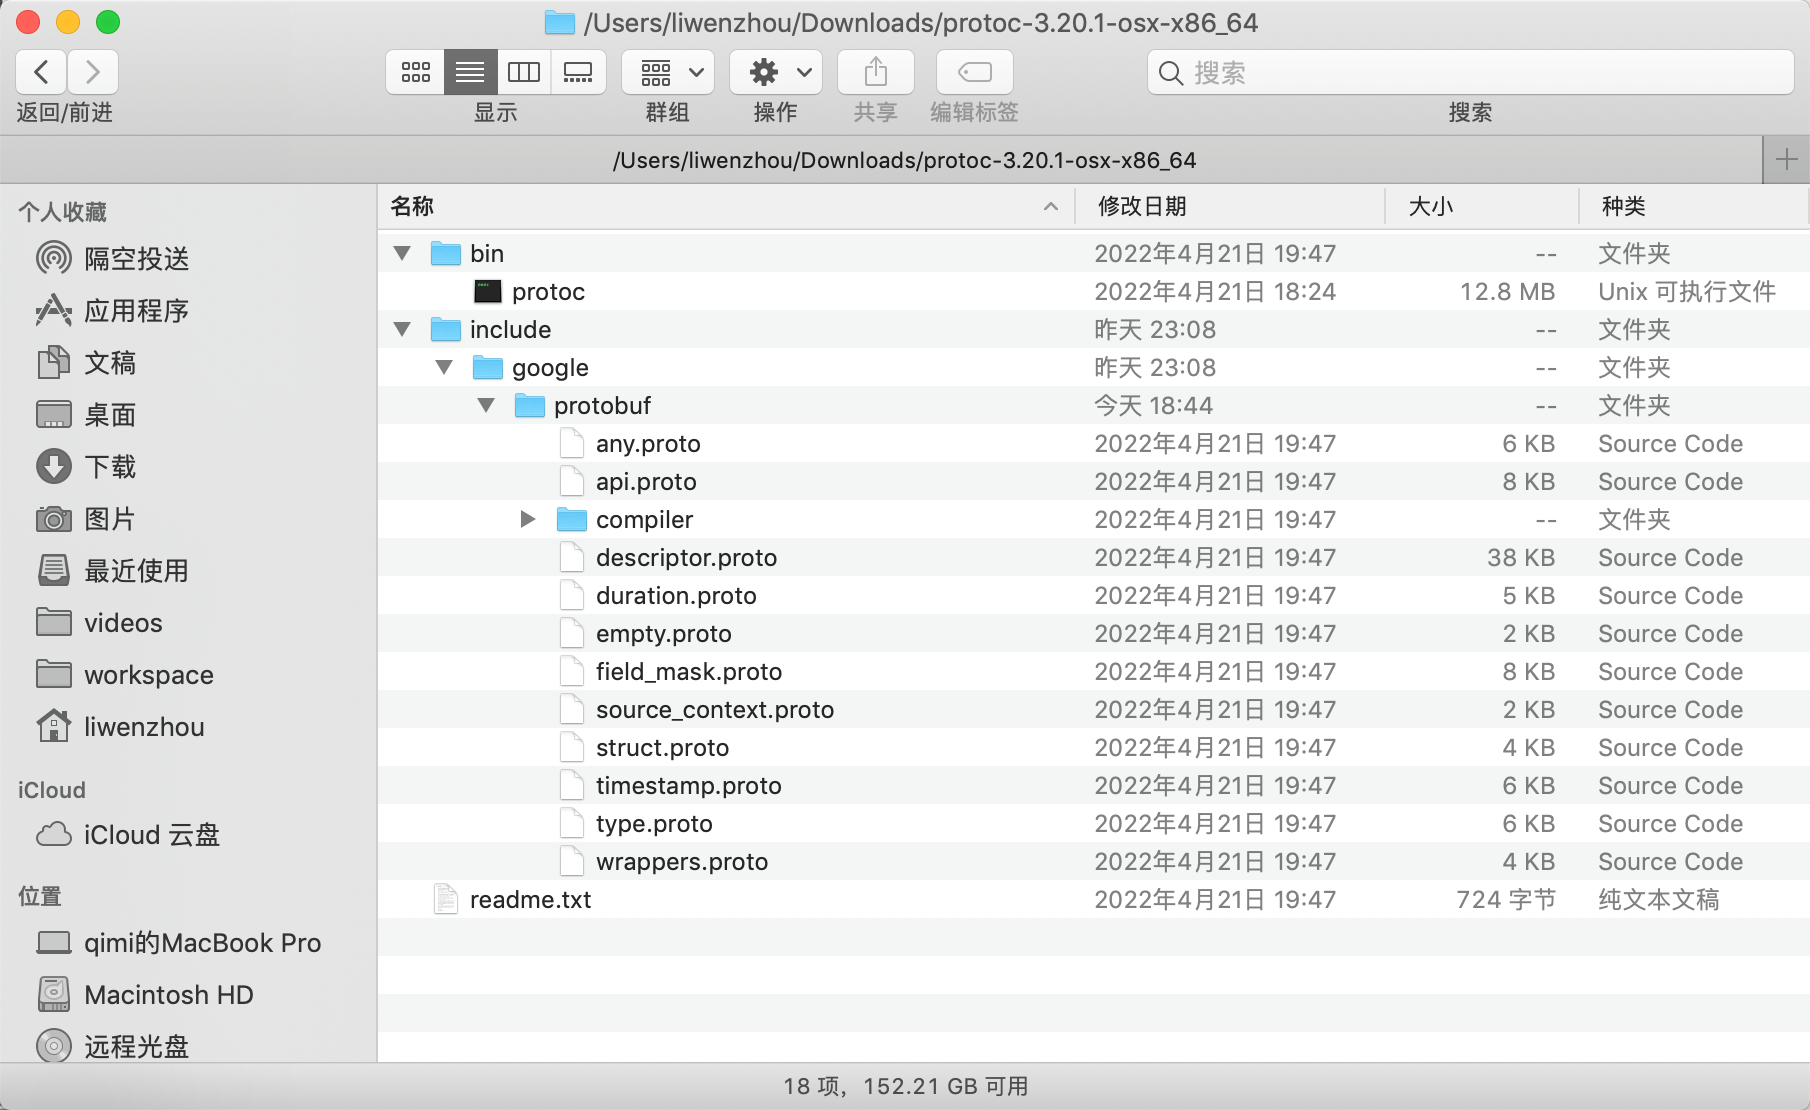 /Users/liwenzhou/Downloads/protoc-3.20.1-osx-x86_64
搜索
返回/前进 显示 群组 操作 共享 编辑标签 搜索
/Users/liwenzhou/Downloads/protoc-3.20.1-osx-x86_64
个人收藏
隔空投送
应用程序
文稿
桌面
下载
图片
最近使用
videos
workspace
liwenzhou
iCloud
iCloud 云盘
位置
qimi的MacBook Pro
Macintosh HD
远程光盘
名称 修改日期 大小 种类
bin 2022年4月21日 19:47 -- 文件夹
protoc 2022年4月21日 18:24 12.8 MB Unix 可执行文件
include 昨天 23:08 -- 文件夹
google 昨天 23:08 -- 文件夹
protobuf 今天 18:44 -- 文件夹
any.proto 2022年4月21日 19:47 6 KB Source Code
api.proto 2022年4月21日 19:47 8 KB Source Code
compiler 2022年4月21日 19:47 -- 文件夹
descriptor.proto 2022年4月21日 19:47 38 KB Source Code
duration.proto 2022年4月21日 19:47 5 KB Source Code
empty.proto 2022年4月21日 19:47 2 KB Source Code
field_mask.proto 2022年4月21日 19:47 8 KB Source Code
source_context.proto 2022年4月21日 19:47 2 KB Source Code
struct.proto 2022年4月21日 19:47 4 KB Source Code
timestamp.proto 2022年4月21日 19:47 6 KB Source Code
type.proto 2022年4月21日 19:47 6 KB Source Code
wrappers.proto 2022年4月21日 19:47 4 KB Source Code
readme.txt 2022年4月21日 19:47 724 字节 纯文本文稿
18 项，152.21 GB 可用